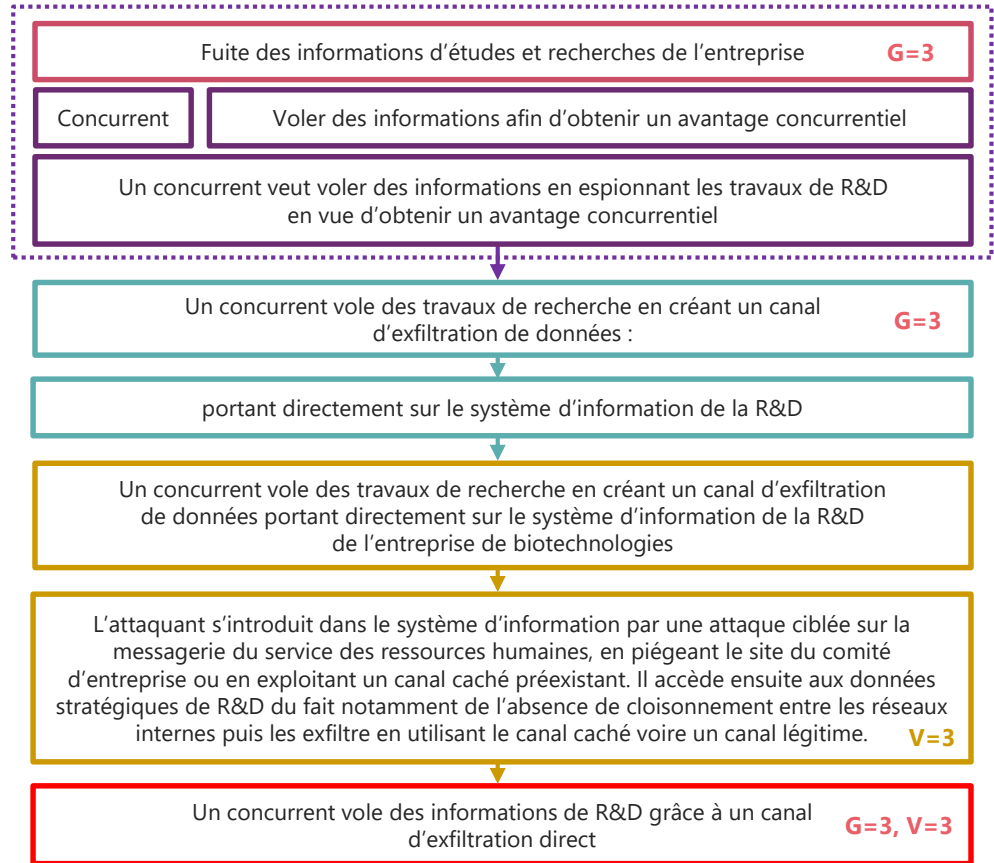 Fuite des informations d’études et recherches de l’entreprise G=3
Concurrent
Voler des informations afin d’obtenir un avantage concurrentiel
Un concurrent veut voler des informations en espionnant les travaux de R&D
en vue d’obtenir un avantage concurrentiel
Un concurrent vole des travaux de recherche en créant un canal
d’exfiltration de données :
G=3
portant directement sur le système d’information de la R&D
Un concurrent vole des travaux de recherche en créant un canal d’exfiltration
de données portant directement sur le système d’information de la R&D
de l’entreprise de biotechnologies
L’attaquant s’introduit dans le système d’information par une attaque ciblée sur la
messagerie du service des ressources humaines, en piégeant le site du comité
d’entreprise ou en exploitant un canal caché préexistant. Il accède ensuite aux données
stratégiques de R&D du fait notamment de l’absence de cloisonnement entre les réseaux
internes puis les exfiltre en utilisant le canal caché voire un canal légitime. V=3
Un concurrent vole des informations de R&D grâce à un canal
d’exfiltration direct
G=3, V=3